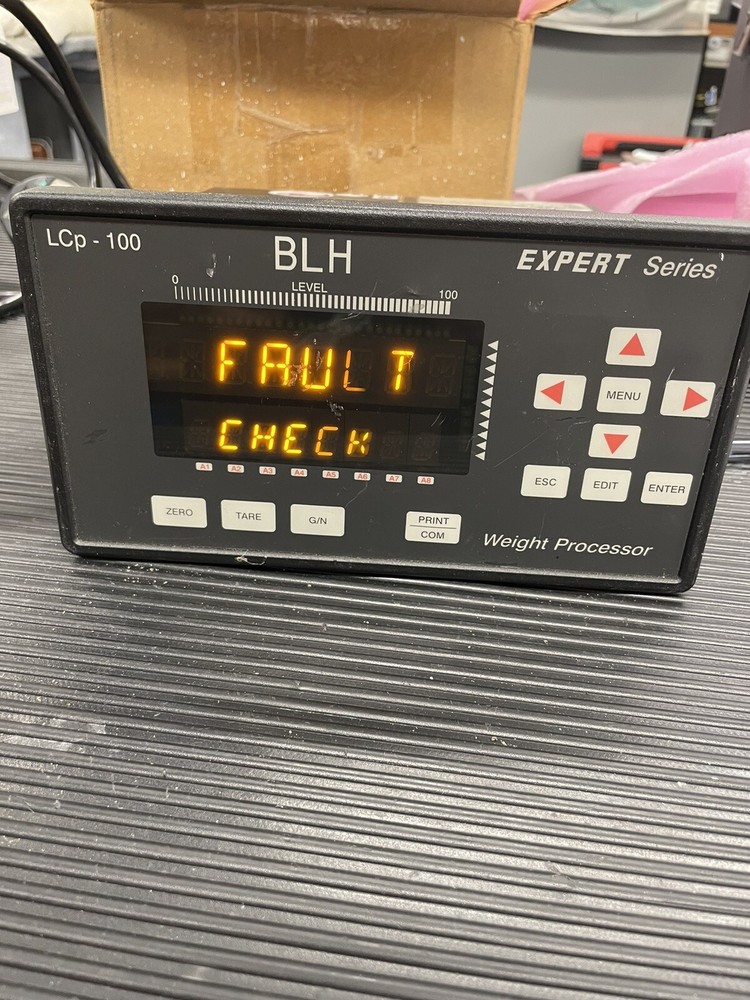 LCp - 100
BLH
EXPERT Series
0 LEVEL 100
FAULT
CHECK
A1 A2 A3 A4 A5 A6 A7 A8
MENU
ESC EDIT ENTER
ZERO TARE G/N PRINT
COM
Weight Processor